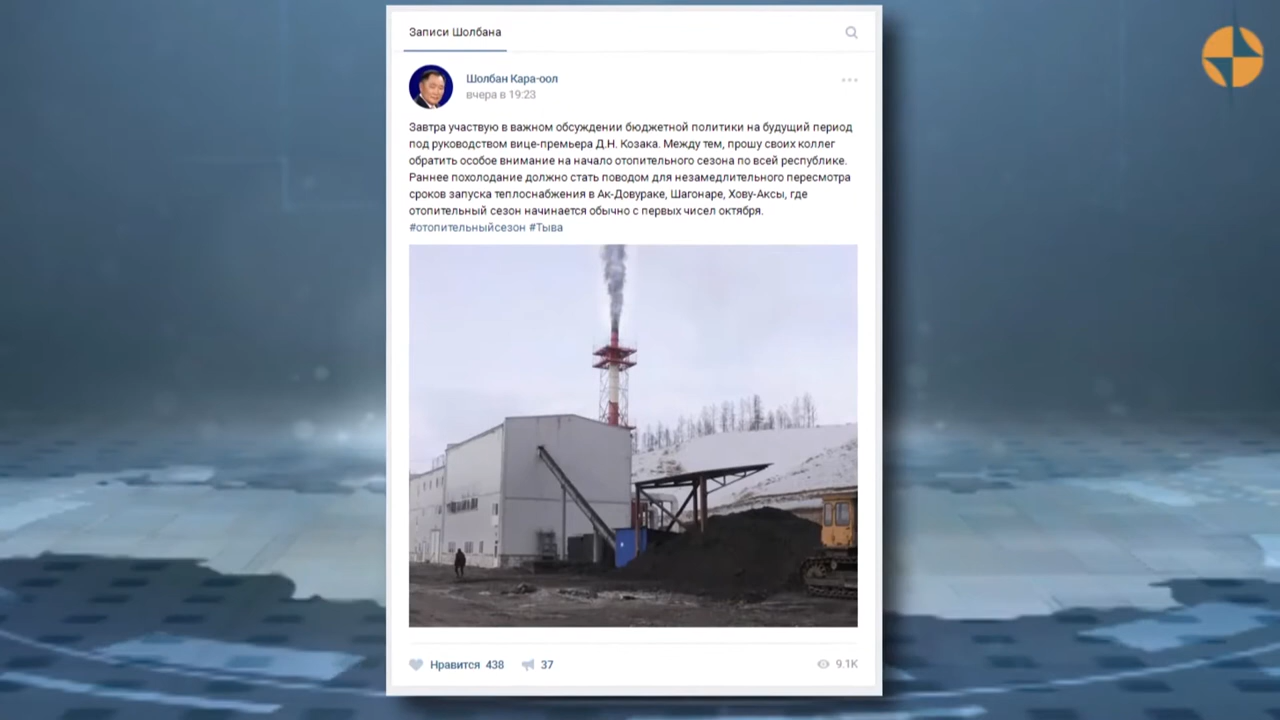 Записи Шолбана
Шолбан Кара-оол
вчера в 19:23
Завтра участвую в важном обсуждении бюджетной политики на будущий период
под руководством вице-премьера Д.Н. Козака. Между тем, прошу своих коллег
обратить особое внимание на начало отопительного сезона по всей республике.
Раннее похолодание должно стать поводом для незамедлительного пересмотра
сроков запуска теплоснабжения в Ак-Довураке, Шагонаре, Хову-Аксы, где
отопительный сезон начинается обычно с первых чисел октября.
#отопительныйсезон #Тыва
Нравится 438 37 9.1K